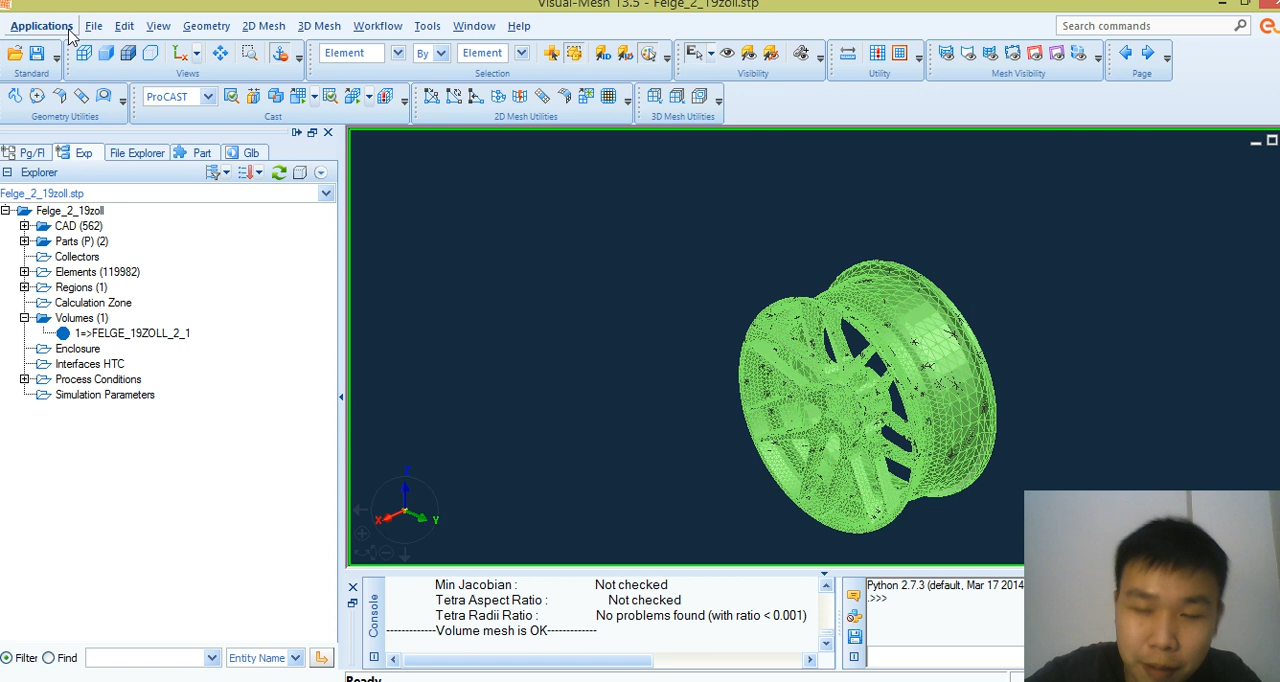 Visual-Mesh 13.5 - Felge_2_19zoll.stp
Applications File Edit View Geometry 2D Mesh 3D Mesh Workflow Tools Window Help Search commands
Element By Element
Standard Views Selection Visibility Utility Mesh Visibility Page
ProCAST
Geometry Utilities Cast 2D Mesh Utilities 3D Mesh Utilities
Pg/Fl Exp File Explorer Part Glb
Explorer
Felge_2_19zoll.stp
Felge_2_19zoll
CAD (562)
Parts (P) (2)
Collectors
Elements (119982)
Regions (1)
Calculation Zone
Volumes (1)
1=>FELGE_19ZOLL_2_1
Enclosure
Interfaces HTC
Process Conditions
Simulation Parameters
X Y
Console
Min Jacobian : Not checked
Tetra Aspect Ratio : Not checked
Tetra Radii Ratio : No problems found (with ratio < 0.001)
-------------Volume mesh is OK------------
Python 2.7.3 (default, Mar 17 2014
.>>>
Filter Find Entity Name
Ready